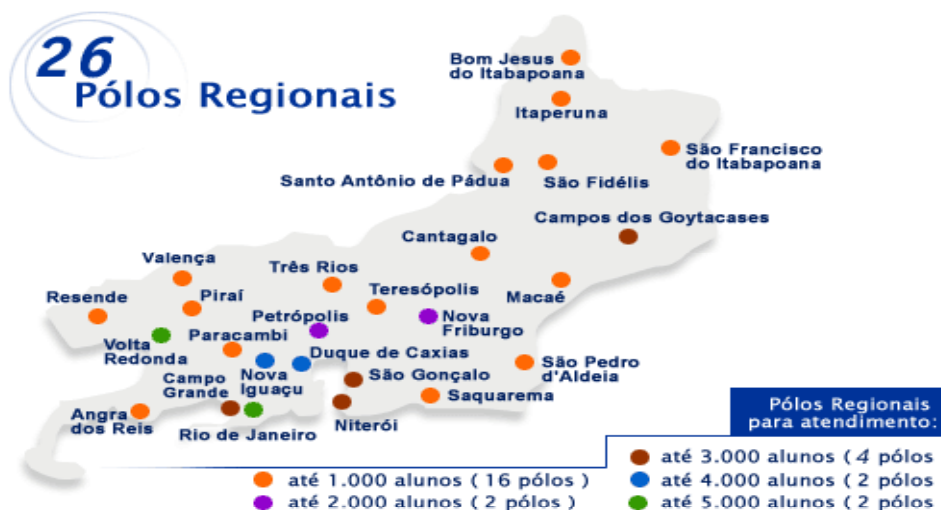 26
Pólos Regionais
Bom Jesus
do Itabapoana
Itaperuna
São Francisco
do Itabapoana
Santo Antônio de Pádua
São Fidélis
Campos dos Goytacases
Cantagalo
Valença
Três Rios
Resende
Piraí
Teresópolis
Macaé
Petrópolis
Nova
Friburgo
Volta
Redonda
Paracambi
Duque de Caxias
São Pedro
d'Aldeia
Campo
Grande
Nova
Iguaçu
São Gonçalo
Saquarema
Angra
dos Reis
Rio de Janeiro
Niterói
Pólos Regionais
para atendimento:
até 1.000 alunos ( 16 pólos )
até 2.000 alunos ( 2 pólos )
até 3.000 alunos ( 4 pólos
até 4.000 alunos ( 2 pólos
até 5.000 alunos ( 2 pólos